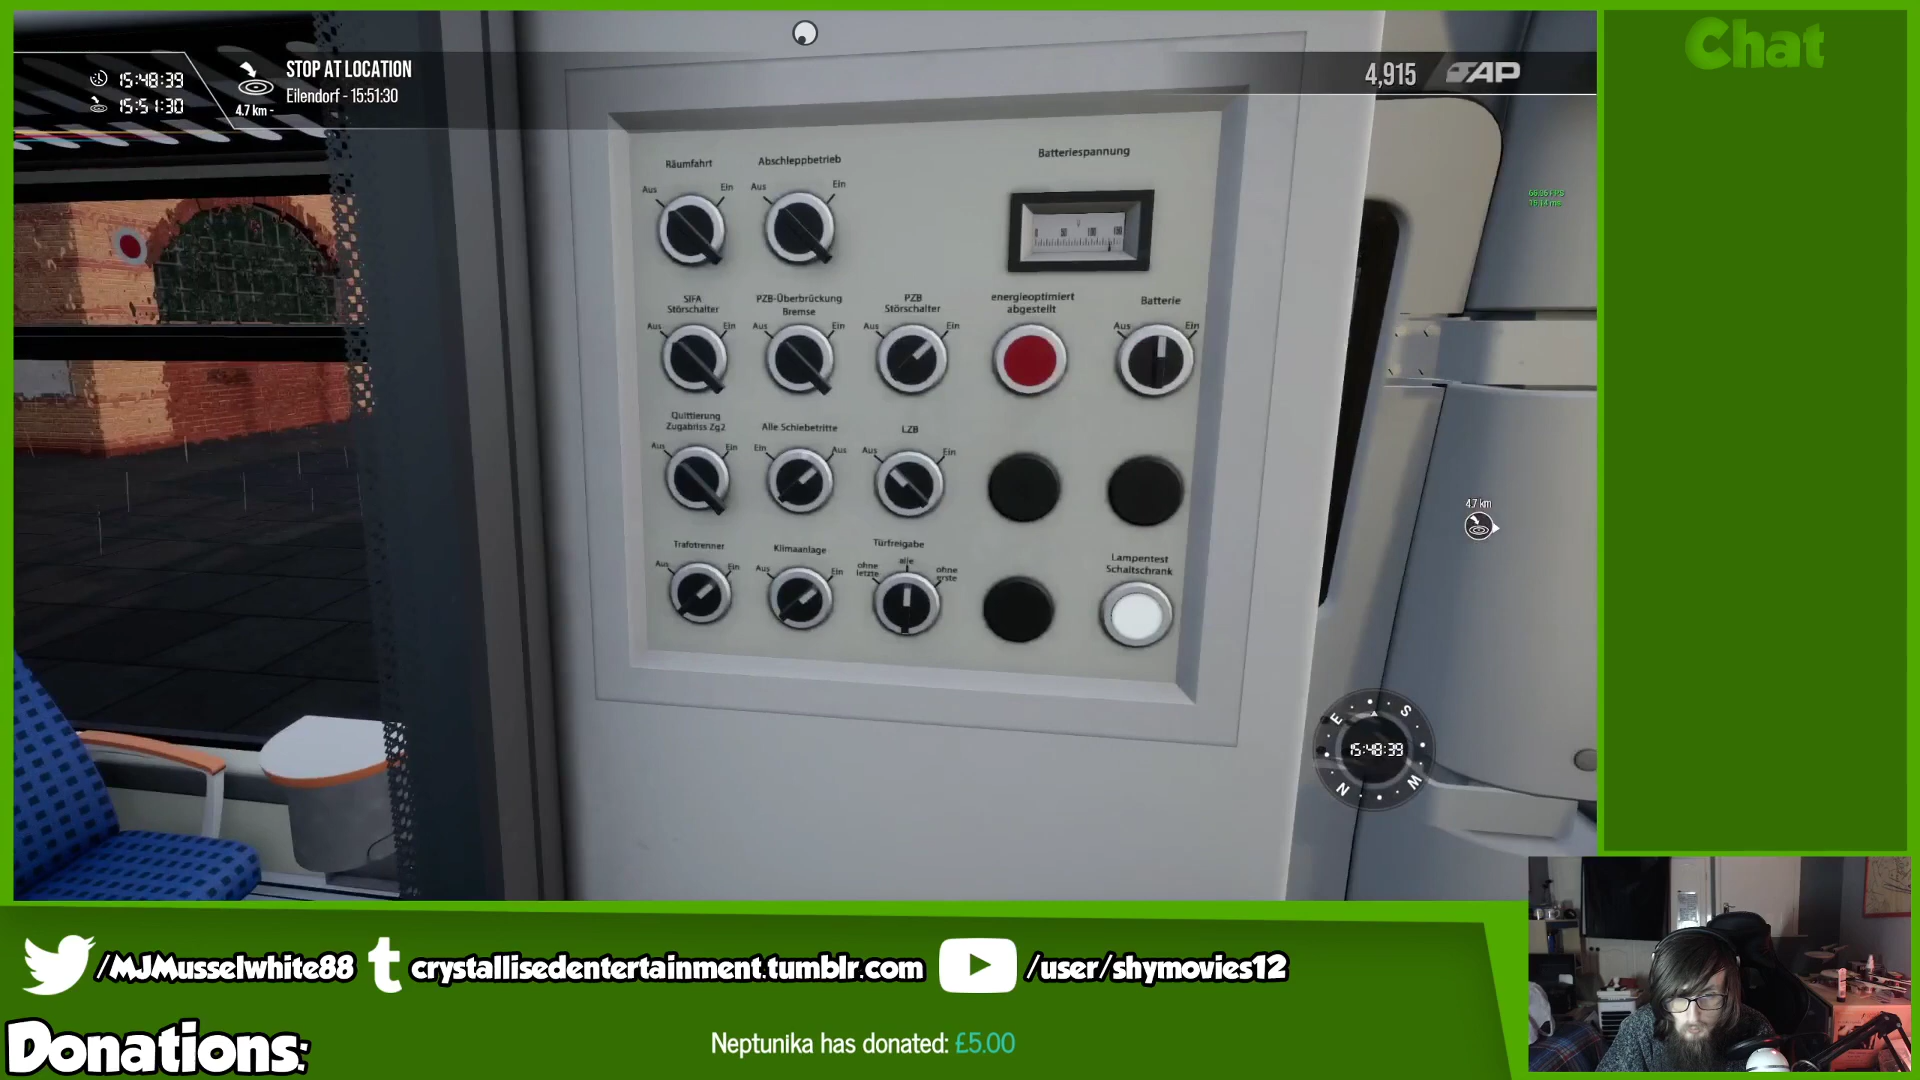 15:48:39
15:51:30
4.7 km -
STOP AT LOCATION
Eilendorf - 15:51:30
4,915 AP
Chat
Räumfahrt
Aus Ein
Abschleppbetrieb
Aus Ein
Batteriespannung
SIFA
Störschalter
Aus Ein
PZB-Überbrückung
Bremse
Aus Ein
PZB
Störschalter
Aus Ein
energieoptimiert
abgestellt
Batterie
Aus Ein
Quittierung
Zugabriss Zg2
Aus Ein
Alle Schiebetritte
Ein Aus
LZB
Aus Ein
Trafotrenner
Aus Ein
Klimaanlage
Aus Ein
Türfreigabe
ohne
letzte
alle
ohne
erste
Lampentest
Schaltschrank
4.7 km
E S
15:48:39
N W
/MJMusselwhite88
crystallisedentertainment.tumblr.com
/user/shymovies12
Donations:
Neptunika has donated: £5.00